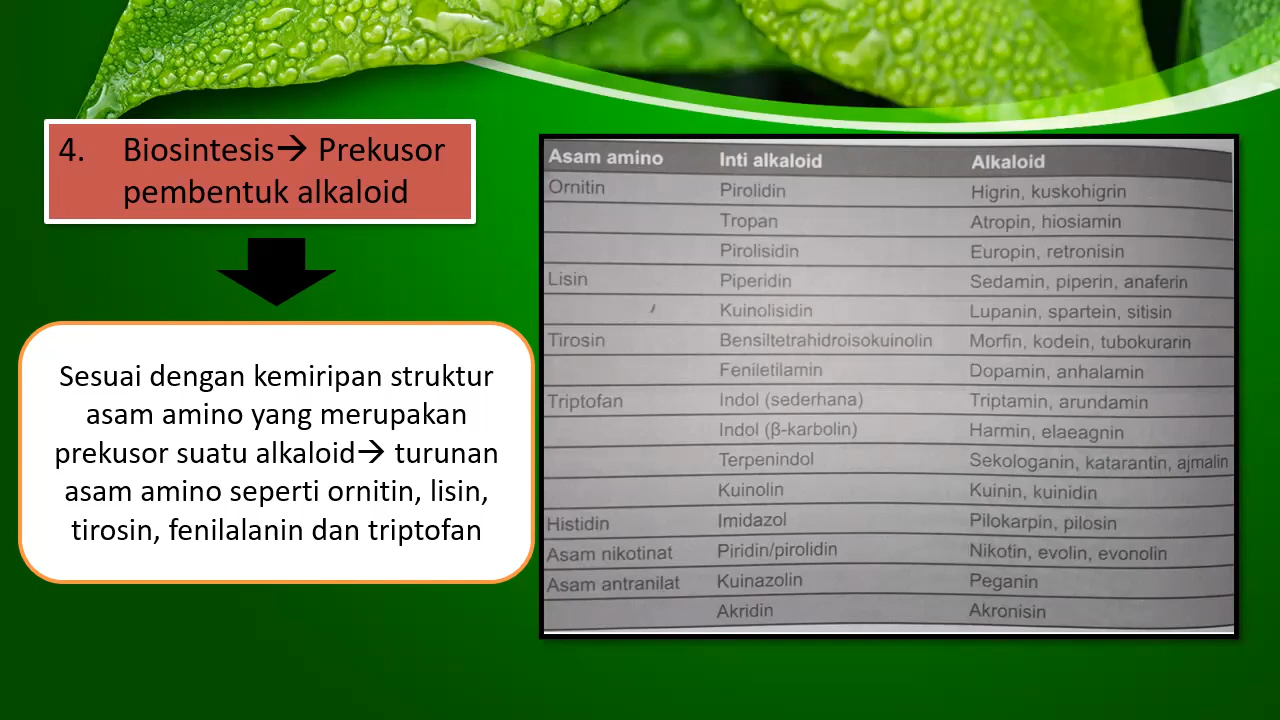 4. Biosintesis→ Prekusor
pembentuk alkaloid
Sesuai dengan kemiripan struktur
asam amino yang merupakan
prekusor suatu alkaloid→ turunan
asam amino seperti ornitin, lisin,
tirosin, fenilalanin dan triptofan
Asam amino Inti alkaloid Alkaloid
Ornitin Pirolidin Higrin, kuskohigrin
Tropan Atropin, hiosiamin
Pirolisidin Europin, retronisin
Lisin Piperidin Sedamin, piperin, anaferin
Kuinolisidin Lupanin, spartein, sitisin
Tirosin Bensiltetrahidroisokuinolin Morfin, kodein, tubokurarin
Feniletilamin Dopamin, anhalamin
Triptofan Indol (sederhana) Triptamin, arundamin
Indol (β-karbolin) Harmin, elaeagnin
Terpenindol Sekologanin, katarantin, ajmalin
Kuinolin Kuinin, kuinidin
Histidin Imidazol Pilokarpin, pilosin
Asam nikotinat Piridin/pirolidin Nikotin, evolin, evonolin
Asam antranilat Kuinazolin Peganin
Akridin Akronisin